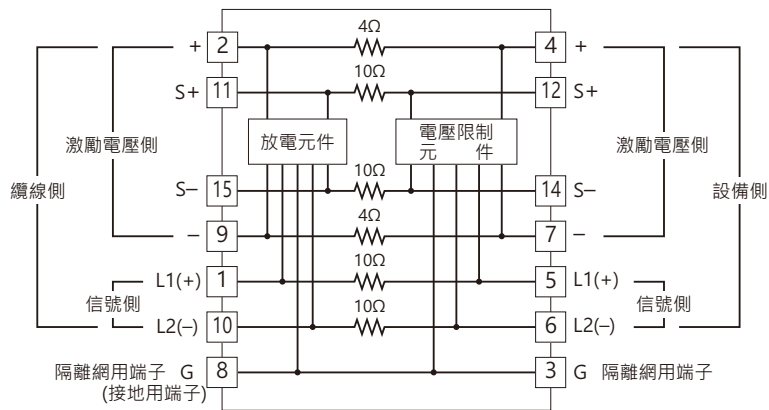 4Ω
+ 2 4 +
10Ω
S+ 11 12 S+
放電元件 電壓限制
元 件
激勵電壓側 激勵電壓側
10Ω
纜線側 S– 15 14 S– 設備側
4Ω
– 9 7 –
10Ω
L1(+) 1 5 L1(+)
信號側 10Ω 信號側
L2(–) 10 6 L2(–)
隔離網用端子 G 8 3 G 隔離網用端子
(接地用端子)